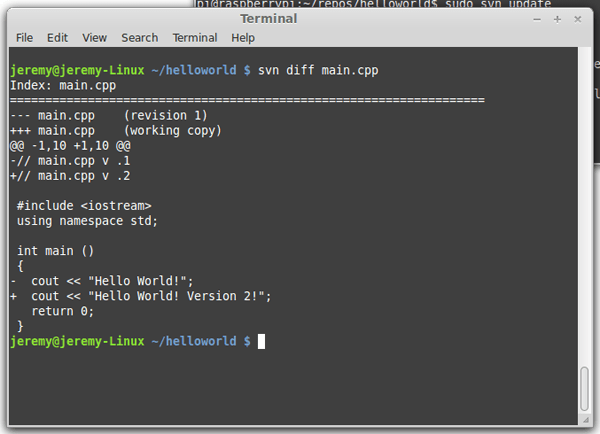 pi@raspberrypi:~/repos/helloworld$ sudo svn update
Terminal
File Edit View Search Terminal Help
jeremy@jeremy-Linux ~/helloworld $ svn diff main.cpp
Index: main.cpp
===================================================================
--- main.cpp    (revision 1)
+++ main.cpp    (working copy)
@@ -1,10 +1,10 @@
-// main.cpp v .1
+// main.cpp v .2

 #include <iostream>
 using namespace std;

 int main ()
 {
-  cout << "Hello World!";
+  cout << "Hello World! Version 2!";
   return 0;
 }
jeremy@jeremy-Linux ~/helloworld $